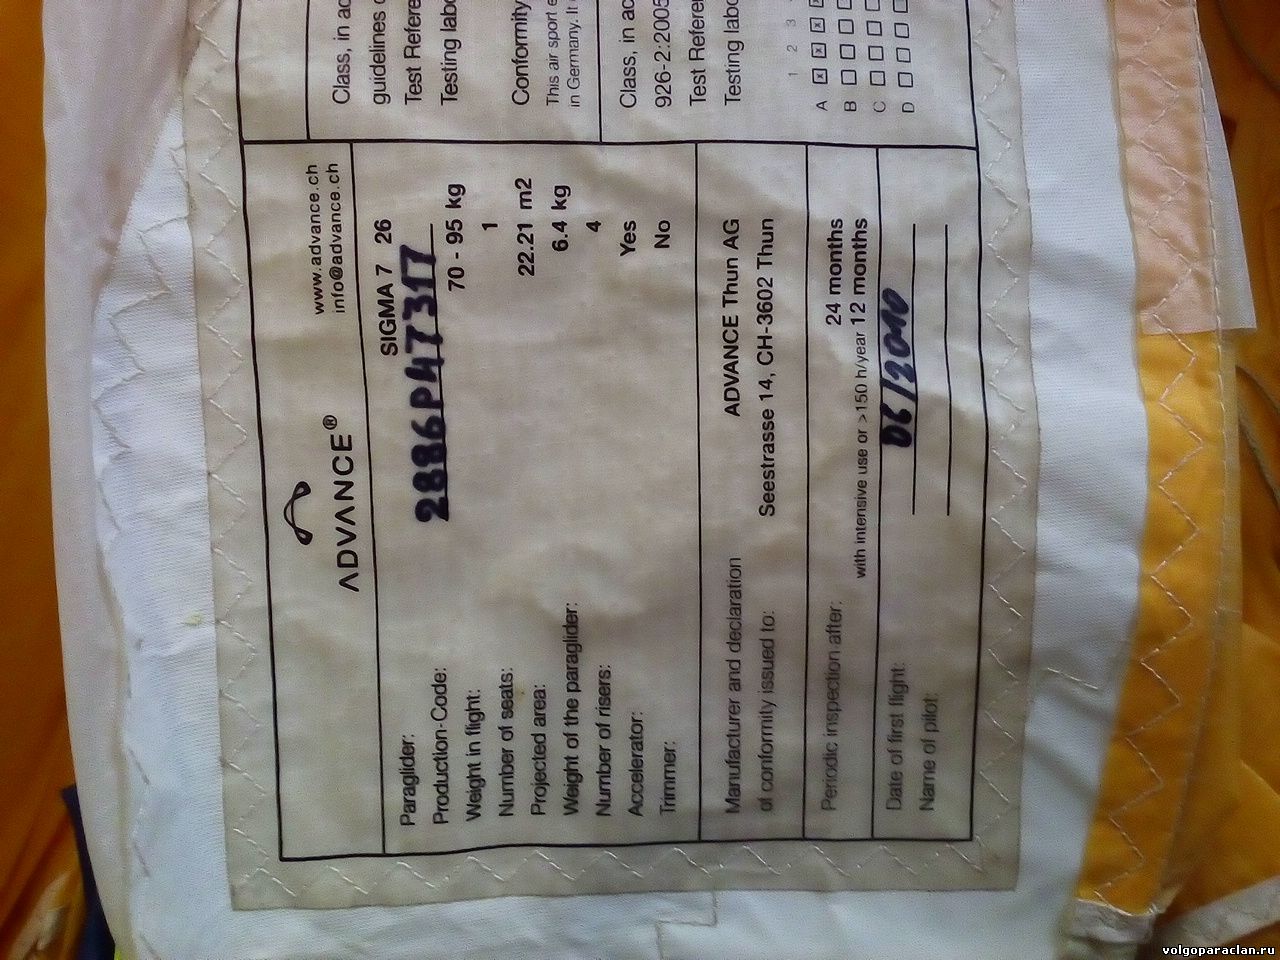 ADVANCE®
www.advance.ch
info@advance.ch
Paraglider: SIGMA 7 26
Production-Code: 2886P47317
Weight in flight: 70 - 95 kg
Number of seats: 1
Projected area: 22.21 m2
Weight of the paraglider: 6.4 kg
Number of risers: 4
Accelerator: Yes
Trimmer: No
Manufacturer and declaration ADVANCE Thun AG
of conformity issued to: Seestrasse 14, CH-3602 Thun
Periodic inspection after: 24 months
with intensive use or >150 h/year 12 months
Date of first flight: 06/2010
Name of pilot:
Class, in ac
guidelines
Test Refere
Testing labo
Conformity
This air sport e
in Germany. It
Class, in ac
926-2:2005
Test Refere
Testing labo
1 2 3
A x x x
B
C
D
volgoparaclan.ru